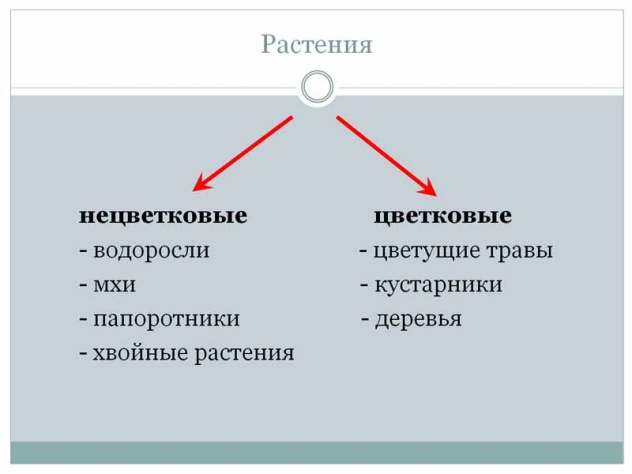 Растения
нецветковые
- водоросли
- мхи
- папоротники
- хвойные растения
цветковые
- цветущие травы
- кустарники
- деревья